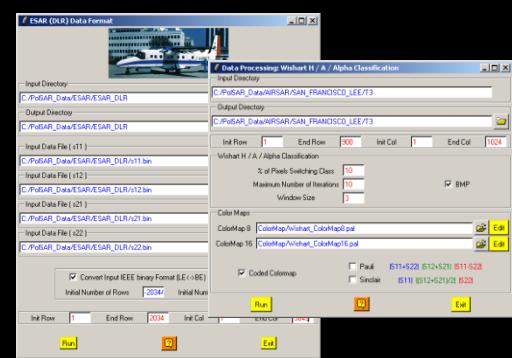 ESAR (DLR) Data Format
Input Directory
C:/PolSAR_Data/ESAR/ESAR_DLR
Output Directory
C:/PolSAR_Data/ESAR/ESAR_DLR
Input Data File ( s11 )
C:/PolSAR_Data/ESAR/ESAR_DLR/s11.bin
Input Data File ( s12 )
C:/PolSAR_Data/ESAR/ESAR_DLR/s12.bin
Input Data File ( s21 )
C:/PolSAR_Data/ESAR/ESAR_DLR/s21.bin
Input Data File ( s22 )
C:/PolSAR_Data/ESAR/ESAR_DLR/s22.bin
Convert Input IEEE binary Format (LE<->BE)
Initial Number of Rows -2034/ Initial Num
Init Row 1 End Row 2034 Init Col 1 End Col
Run ? Exit
Data Processing: Wishart H / A / Alpha Classification
Input Directory
C:/PolSAR_Data/AIRSAR/SAN_FRANCISCO_LEE/T3
Output Directory
C:/PolSAR_Data/AIRSAR/SAN_FRANCISCO_LEE/T3
Init Row 1 End Row 900 Init Col 1 End Col 1024
Wishart H / A / Alpha Classification
% of Pixels Switching Class 10
Maximum Number of Iterations 10 BMP
Window Size 3
Color Maps
ColorMap 8 ColorMap/Wishart_ColorMap8.pal Edit
ColorMap 16 ColorMap/Wishart_ColorMap16.pal Edit
Coded Colormap
Pauli |S11+S22| |S12+S21| |S11-S22|
Sinclair |S11| |(S12+S21)/2| |S22|
Run ? Exit